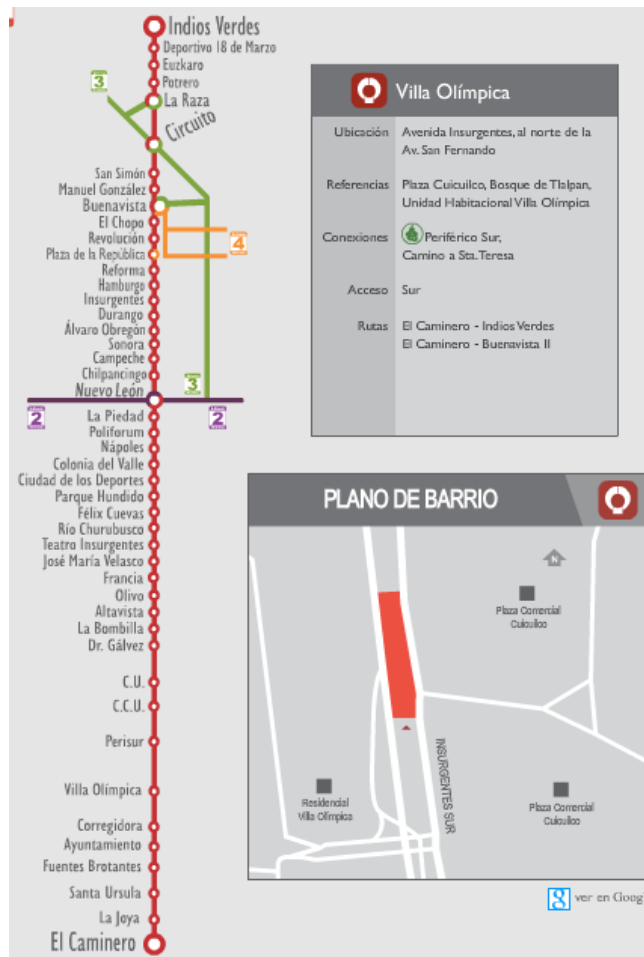 Indios Verdes
Deportivo 18 de Marzo
Euzkaro
Potrero
3
La Raza
Circuito
San Simón
Manuel González
Buenavista
El Chopo
Revolución
4
Plaza de la República
Reforma
Hamburgo
Insurgentes
Durango
Álvaro Obregón
Sonora
Campeche
Chilpancingo
3
Nuevo León
2
2
La Piedad
Poliforum
Nápoles
Colonia del Valle
Ciudad de los Deportes
Parque Hundido
Félix Cuevas
Río Churubusco
Teatro Insurgentes
José María Velasco
Francia
Olivo
Altavista
La Bombilla
Dr. Gálvez
C.U.
C.C.U.
Perisur
Villa Olímpica
Corregidora
Ayuntamiento
Fuentes Brotantes
Santa Ursula
La Joya
El Caminero
Villa Olímpica
Ubicación Avenida Insurgentes, al norte de la
Av. San Fernando
Referencias Plaza Cuicuilco, Bosque de Tlalpan,
Unidad Habitacional Villa Olímpica
Conexiones Periférico Sur,
Camino a Sta. Teresa
Acceso Sur
Rutas El Caminero - Indios Verdes
El Caminero - Buenavista II
PLANO DE BARRIO
N
Plaza Comercial
Cuicuilco
INSURGENTES SUR
Residencial
Villa Olímpica
Plaza Comercial
Cuicuilco
g ver en Goog